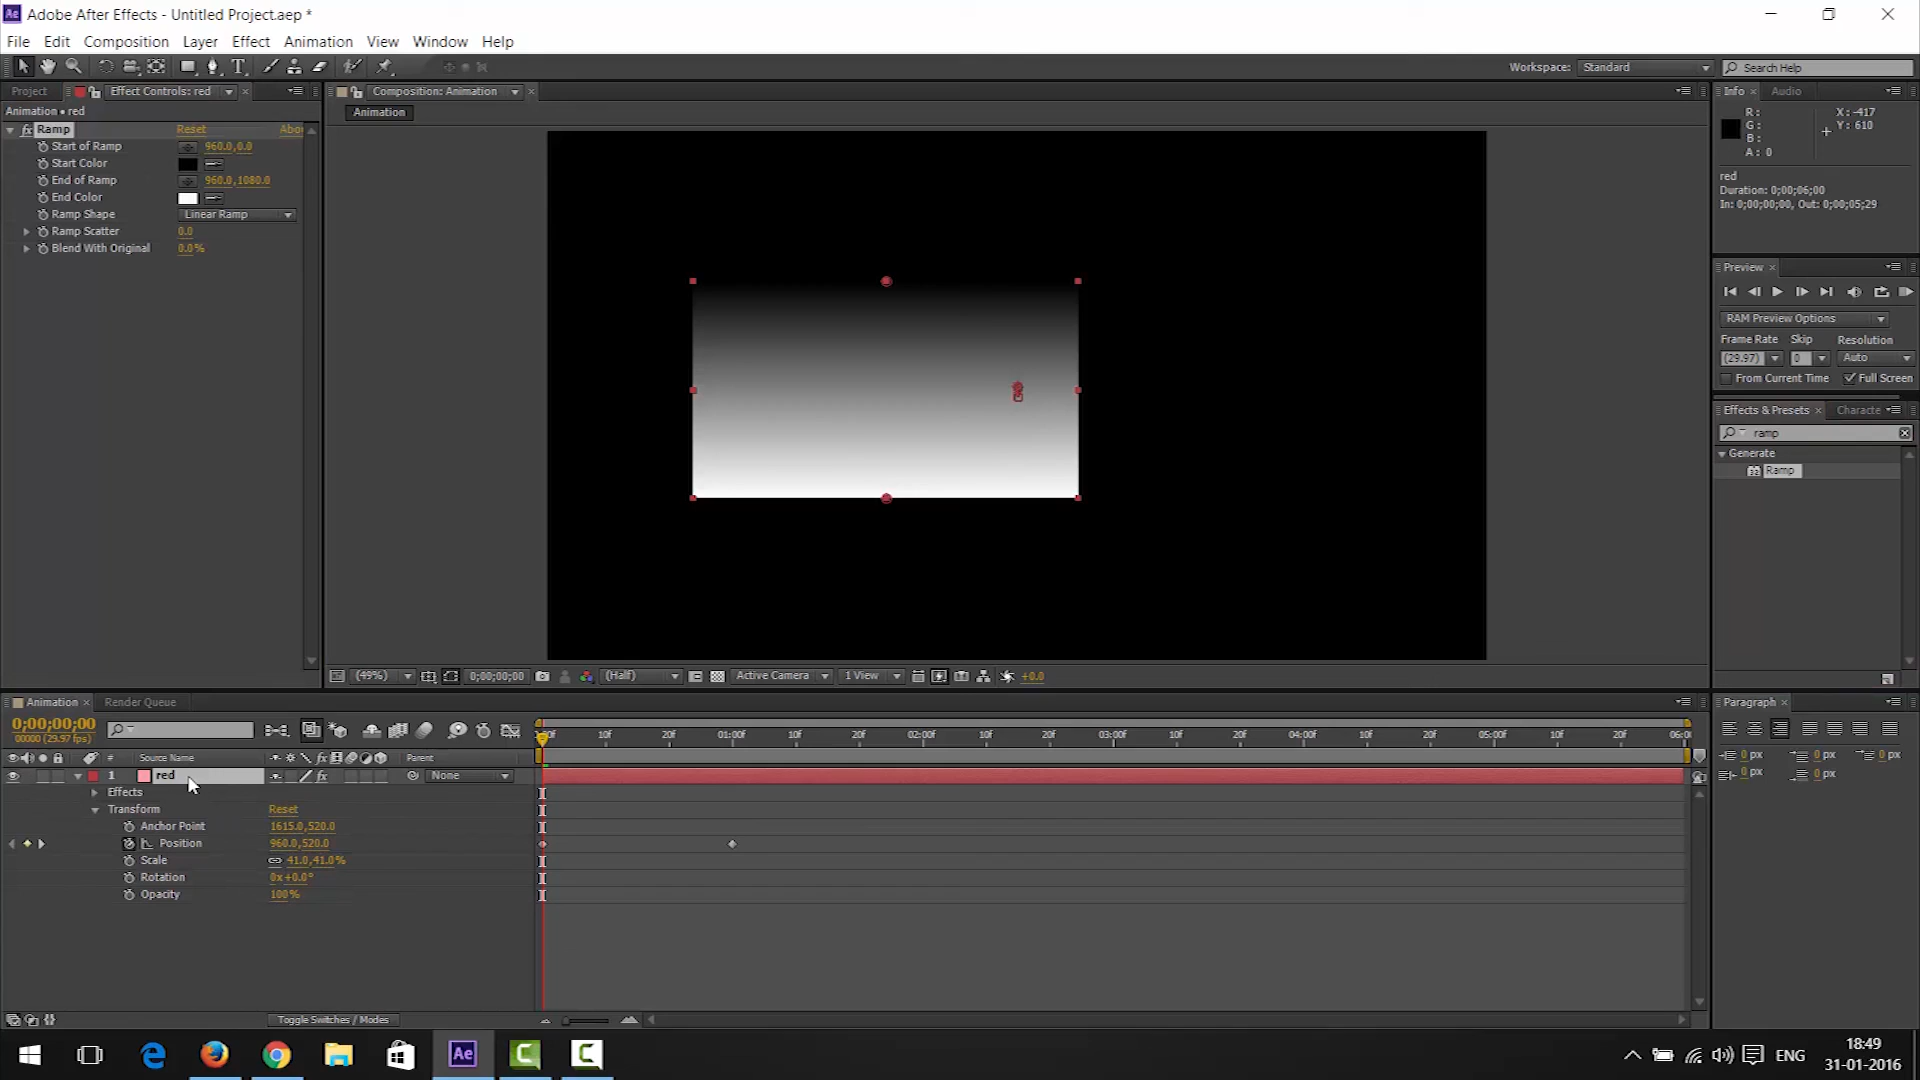 Adobe After Effects - Untitled Project.aep *
File Edit Composition Layer Effect Animation View Window Help
Workspace: Standard Search Help
Project Effect Controls: red Composition: Animation Info Audio
Animation • red
Animation
Ramp Reset Abou
Start of Ramp 960.0,0.0
Start Color
End of Ramp 960.0,1080.0
End Color
Ramp Shape Linear Ramp
Ramp Scatter 0.0
Blend With Original 0.0%
R:
G:
B:
A: 0
X: -417
Y: 610
red
Duration: 0;00;06;00
In: 0;00;00;00, Out: 0;00;05;29
Preview
RAM Preview Options
Frame Rate Skip Resolution
(29.97) 0 Auto
From Current Time Full Screen
Effects & Presets Characte
ramp
Generate
Ramp
(49%) 0;00;00;00 (Half) Active Camera 1 View +0.0
Animation Render Queue
0;00;00;00
00000 (29.97 fps)
10f 20f 01:00f 10f 20f 02:00f 10f 20f 03:00f 10f 20f 04:00f 10f 20f 05:00f 10f 20f 06:0
# Source Name fx Parent
1 red fx None
Effects
Transform Reset
Anchor Point 1615.0,520.0
Position 960.0,520.0
Scale 41.0,41.0%
Rotation 0x+0.0°
Opacity 100%
Toggle Switches / Modes
Paragraph
0 px 0 px 0 px
0 px 0 px
Ae ENG
18:49
31-01-2016